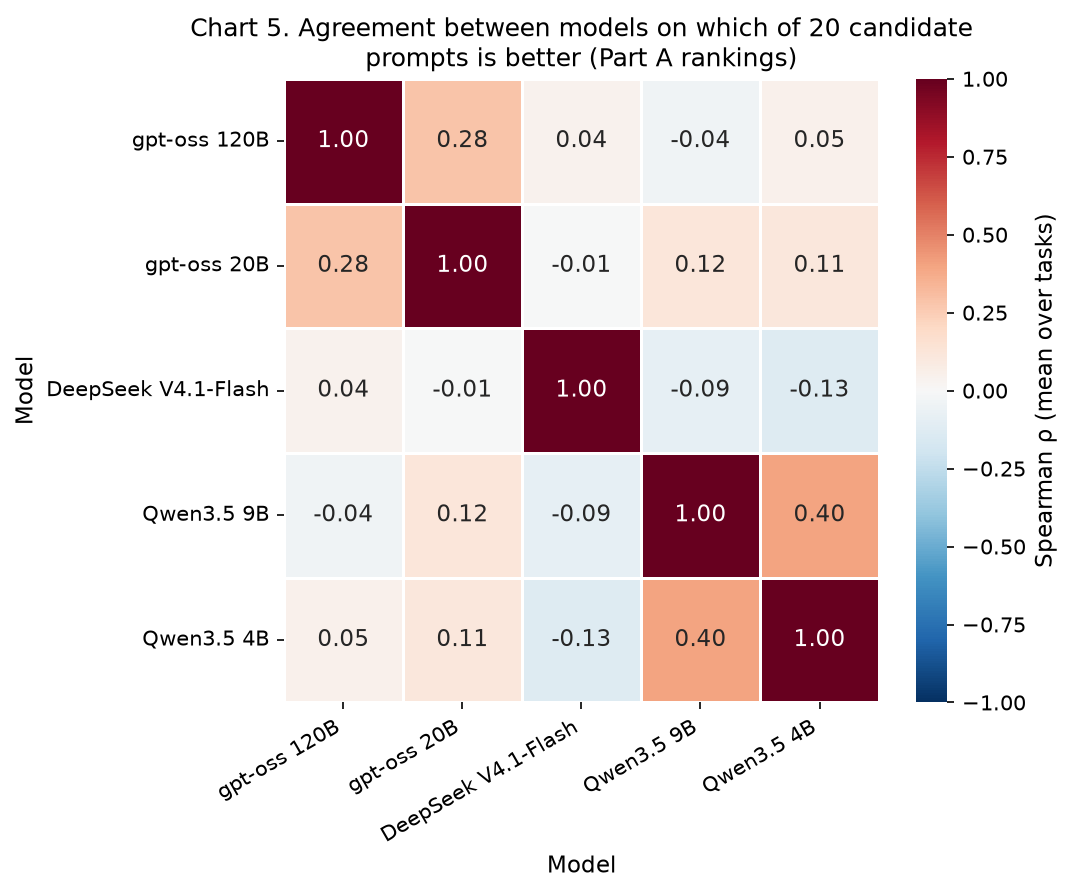 Chart 5. Agreement between models on which of 20 candidate
prompts is better (Part A rankings)
gpt-oss 120B 1.00 0.28 0.04 -0.04 0.05
gpt-oss 20B 0.28 1.00 -0.01 0.12 0.11
DeepSeek V4.1-Flash 0.04 -0.01 1.00 -0.09 -0.13
Qwen3.5 9B -0.04 0.12 -0.09 1.00 0.40
Qwen3.5 4B 0.05 0.11 -0.13 0.40 1.00
Model
gpt-oss 120B
gpt-oss 20B
DeepSeek V4.1-Flash
Qwen3.5 9B
Qwen3.5 4B
Model
1.00
0.75
0.50
0.25
0.00
−0.25
−0.50
−0.75
−1.00
Spearman ρ (mean over tasks)